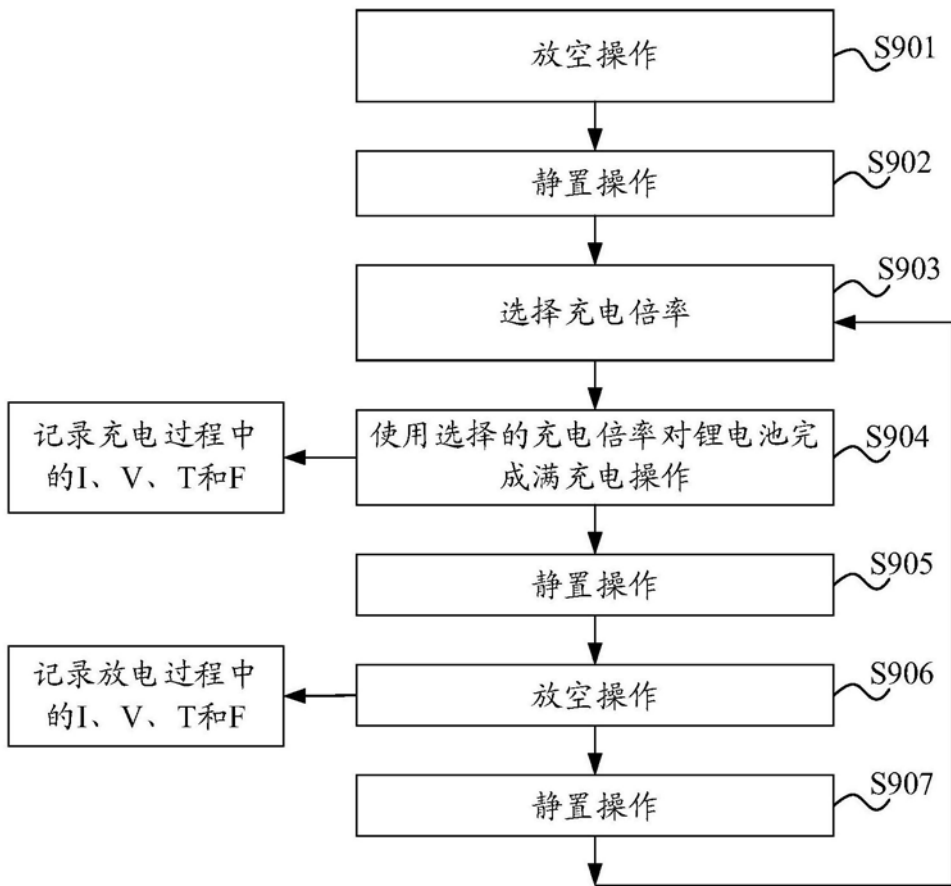 放空操作
S901
静置操作
S902
选择充电倍率
S903
使用选择的充电倍率对锂电池完
成满充电操作
S904
记录充电过程中
的I、V、T和F
静置操作
S905
放空操作
S906
记录放电过程中
的I、V、T和F
静置操作
S907